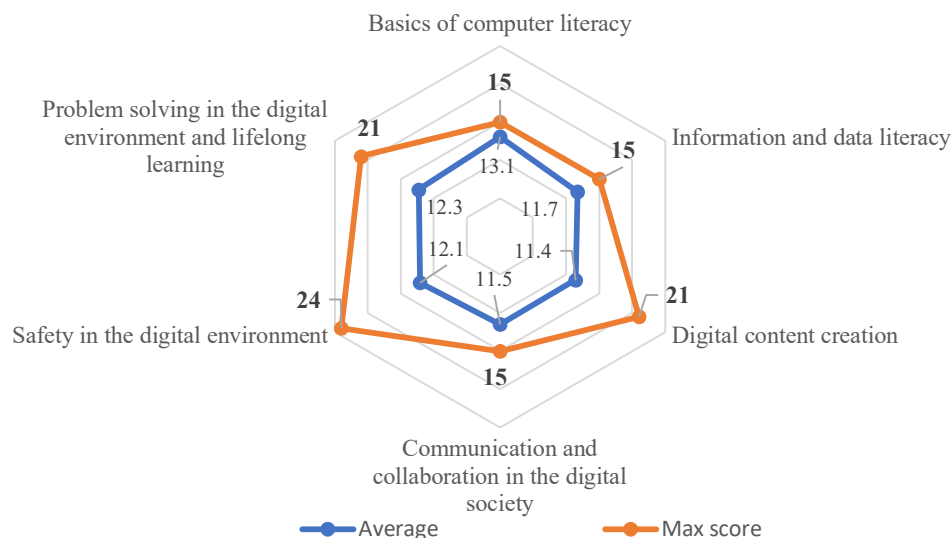 Basics of computer literacy
15
Problem solving in the digital
environment and lifelong
learning
21
Information and data literacy
15
13.1
12.3
11.7
12.1
11.4
11.5
24
Safety in the digital environment
21
Digital content creation
15
Communication and
collaboration in the digital
society
Average
Max score